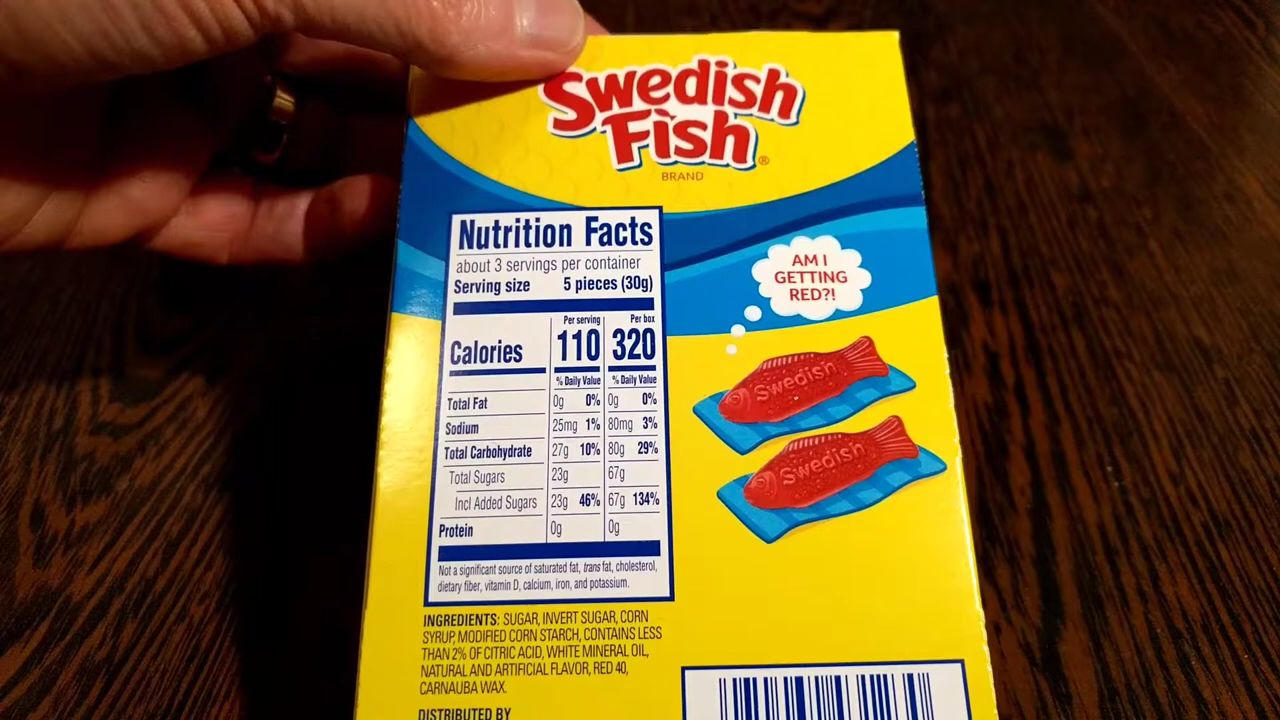 Swedish
Fish®
BRAND
Nutrition Facts
about 3 servings per container
Serving size 5 pieces (30g)
Per serving Per box
Calories 110 320
% Daily Value % Daily Value
Total Fat 0g 0% 0g 0%
Sodium 25mg 1% 80mg 3%
Total Carbohydrate 27g 10% 80g 29%
Total Sugars 23g 67g
Incl Added Sugars 23g 46% 67g 134%
Protein 0g 0g
Not a significant source of saturated fat, trans fat, cholesterol,
dietary fiber, vitamin D, calcium, iron, and potassium.
INGREDIENTS: SUGAR, INVERT SUGAR, CORN
SYRUP, MODIFIED CORN STARCH, CONTAINS LESS
THAN 2% OF CITRIC ACID, WHITE MINERAL OIL,
NATURAL AND ARTIFICIAL FLAVOR, RED 40,
CARNAUBA WAX.
DISTRIBUTED BY
AM I
GETTING
RED?!
Swedish
Swedish